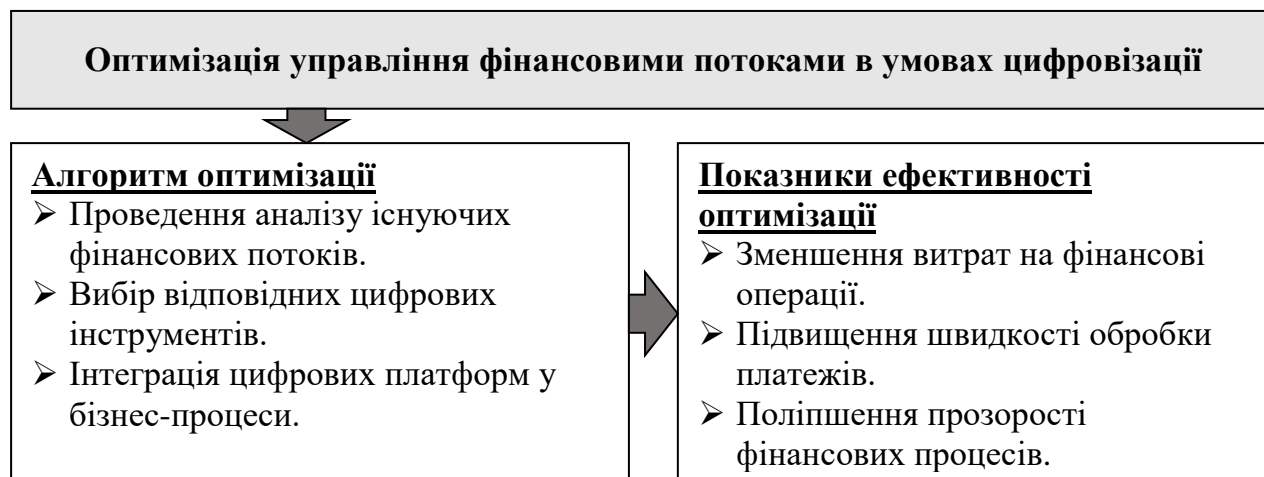 Оптимізація управління фінансовими потоками в умовах цифровізації
Алгоритм оптимізації
➢ Проведення аналізу існуючих
фінансових потоків.
➢ Вибір відповідних цифрових
інструментів.
➢ Інтеграція цифрових платформ у
бізнес-процеси.
Показники ефективності
оптимізації
➢ Зменшення витрат на фінансові
операції.
➢ Підвищення швидкості обробки
платежів.
➢ Поліпшення прозорості
фінансових процесів.